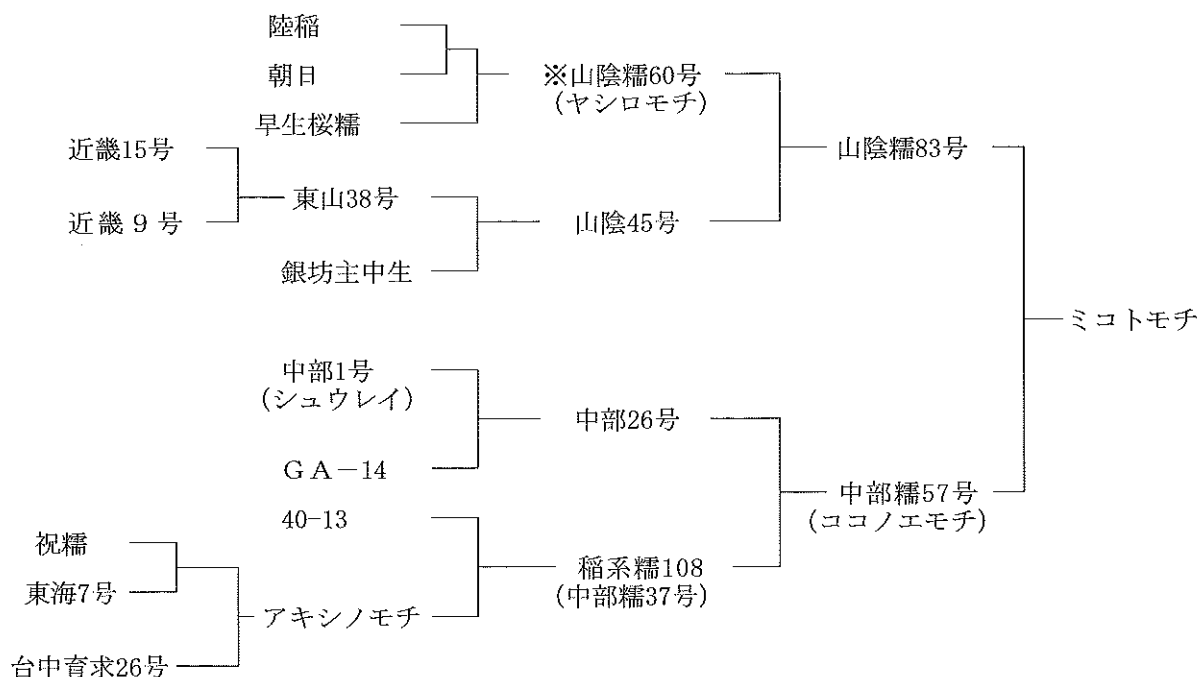 陸稲
朝日
早生桜糯
※山陰糯60号
(ヤシロモチ)
近畿15号
近畿9号
東山38号
銀坊主中生
山陰45号
山陰糯83号
ミコトモチ
中部1号
(シュウレイ)
GA-14
中部26号
40-13
祝糯
東海7号
アキシノモチ
台中育求26号
稲系糯108
(中部糯37号)
中部糯57号
(ココノエモチ)